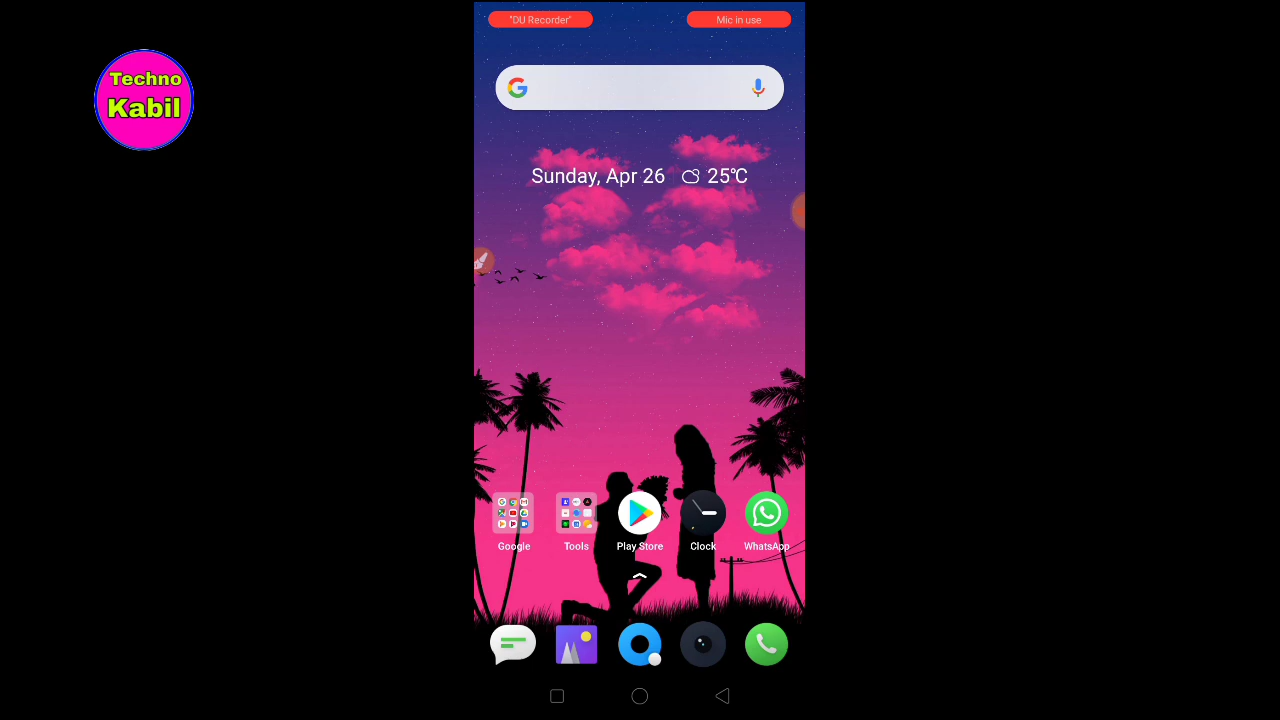 "DU Recorder"
Mic in use
Techno
Kabil
Sunday, Apr 26 25°C
Google
Tools
Play Store
Clock
WhatsApp